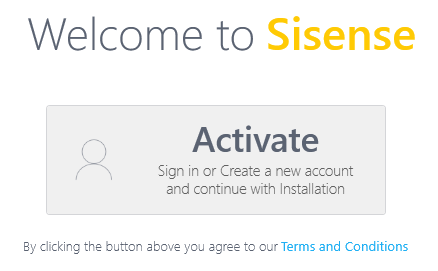 Welcome to Sisense
Activate
Sign in or Create a new account
and continue with Installation
By clicking the button above you agree to our Terms and Conditions